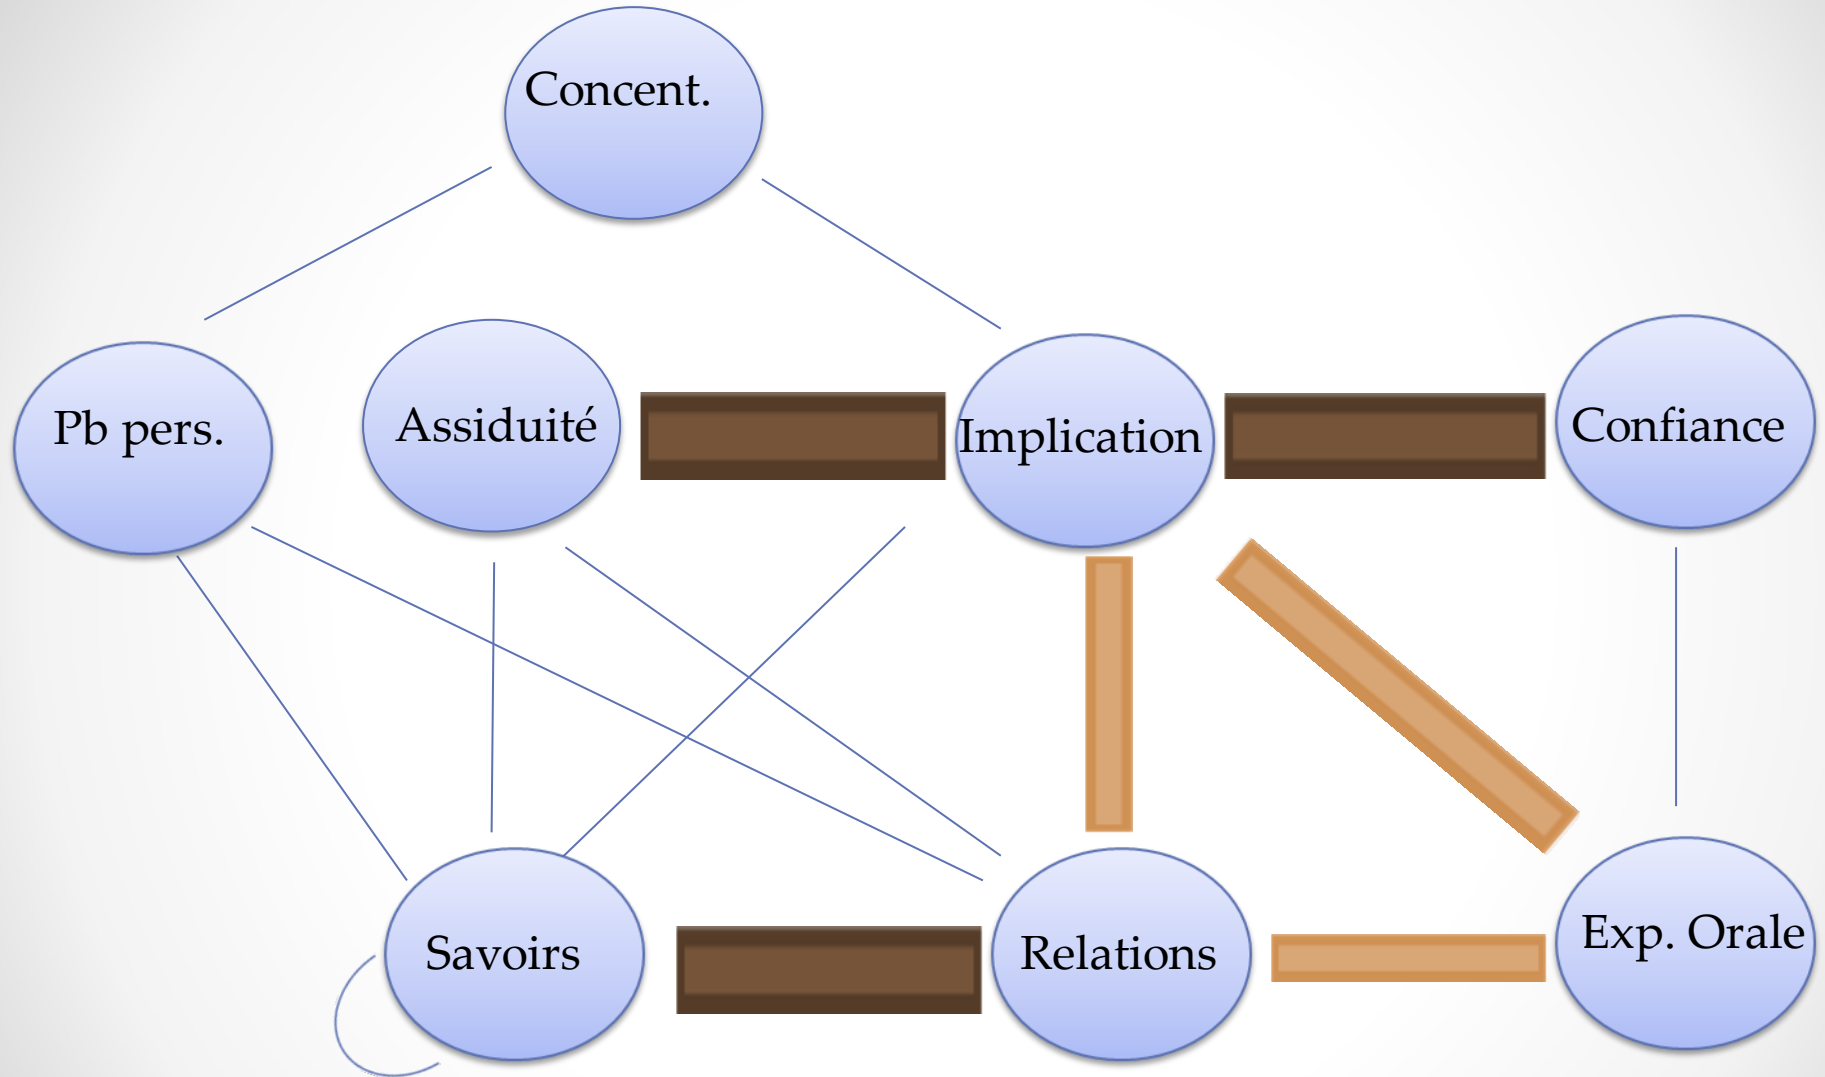 Concent.
Pb pers.
Assiduité
Implication
Confiance
Savoirs
Relations
Exp. Orale